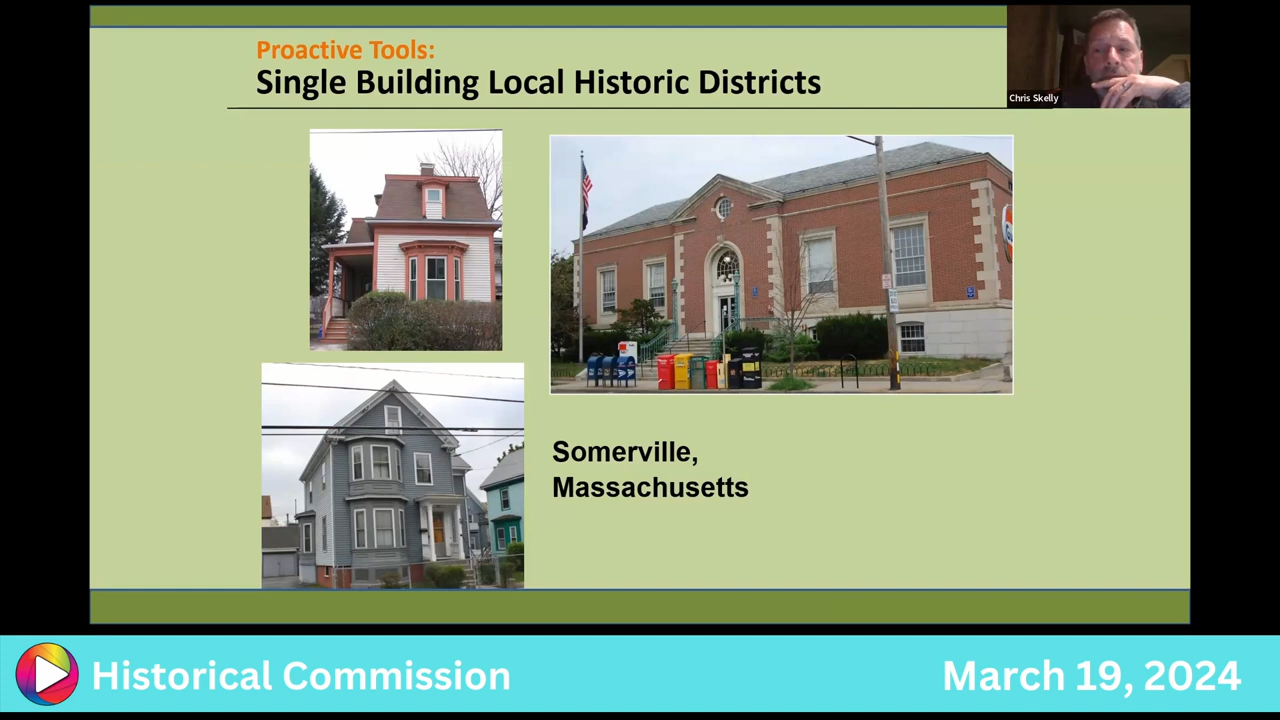 Proactive Tools:
Single Building Local Historic Districts
Chris Skelly
Somerville,
Massachusetts
Historical Commission
March 19, 2024